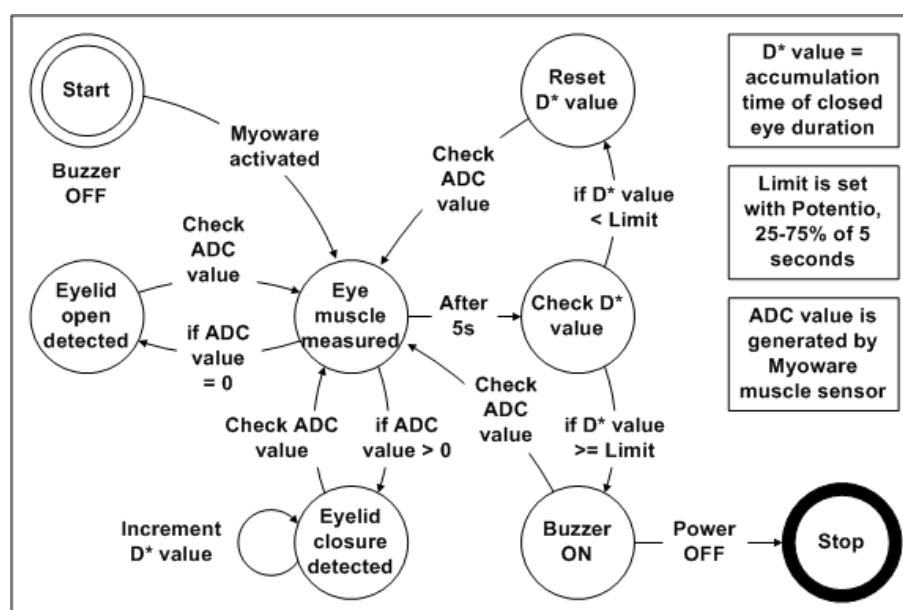 Start
Buzzer
OFF
Myoware
activated
Reset
D* value
Check
ADC
value
if D* value
< Limit
D* value =
accumulation
time of closed
eye duration
Limit is set
with Potentio,
25-75% of 5
seconds
ADC value is
generated by
Myoware
muscle sensor
Check
ADC
value
Eyelid
open
detected
if ADC
value
= 0
Eye
muscle
measured
After
5s
Check D*
value
Check ADC
value
if ADC
value > 0
Check
ADC
value
if D* value
>= Limit
Increment
D* value
Eyelid
closure
detected
Buzzer
ON
Power
OFF
Stop